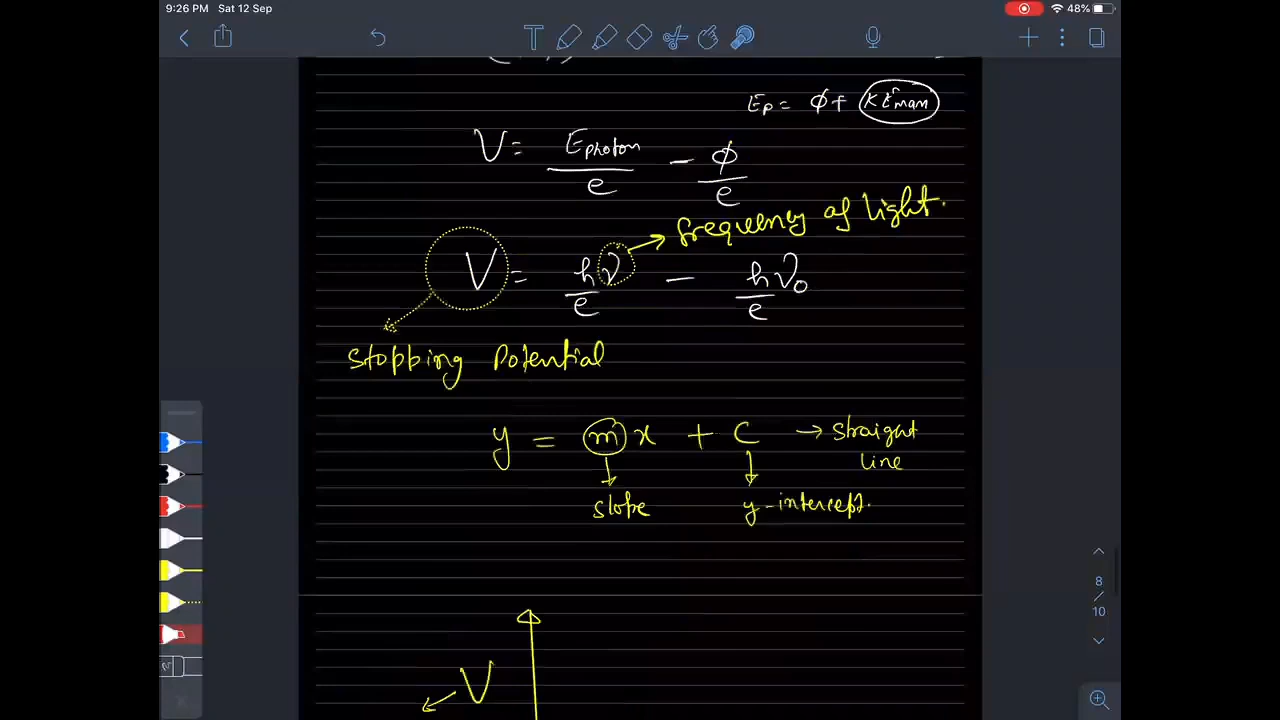 9:26 PM Sat 12 Sep 48%
Ep = ϕ + KEmax
V = Ephoton/e - ϕ/e
frequency of light.
V = hν/e - hν₀/e
Stopping Potential
y = mx + C → straight line
slope y-intercept.
8
/
10
V